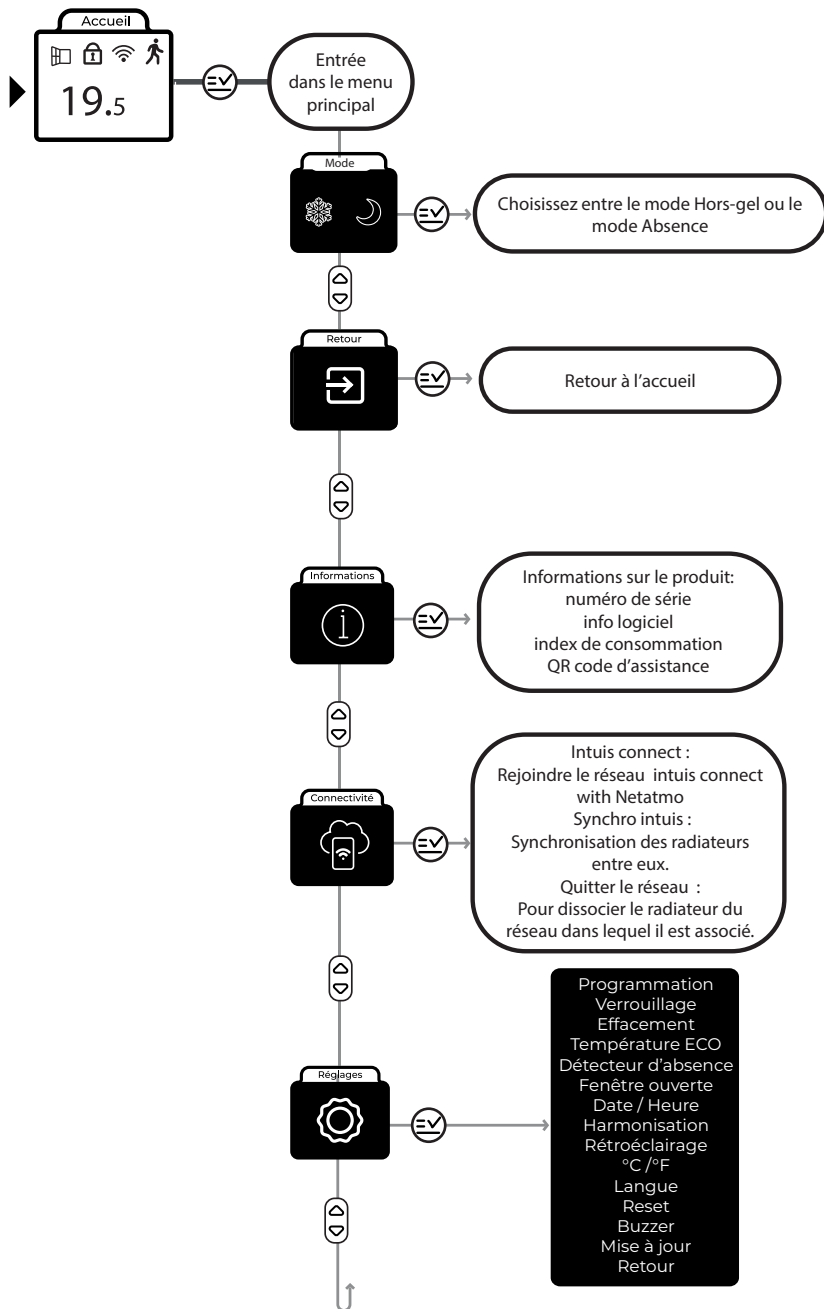 Accueil
19.5
Entrée
dans le menu
principal
Mode
Choisissez entre le mode Hors-gel ou le
mode Absence
Retour
Retour à l'accueil
Informations
Informations sur le produit:
numéro de série
info logiciel
index de consommation
QR code d'assistance
Connectivité
Intuis connect :
Rejoindre le réseau intuis connect
with Netatmo
Synchro intuis :
Synchronisation des radiateurs
entre eux.
Quitter le réseau :
Pour dissocier le radiateur du
réseau dans lequel il est associé.
Réglages
Programmation
Verrouillage
Effacement
Température ECO
Détecteur d'absence
Fenêtre ouverte
Date / Heure
Harmonisation
Rétroéclairage
°C /°F
Langue
Reset
Buzzer
Mise à jour
Retour